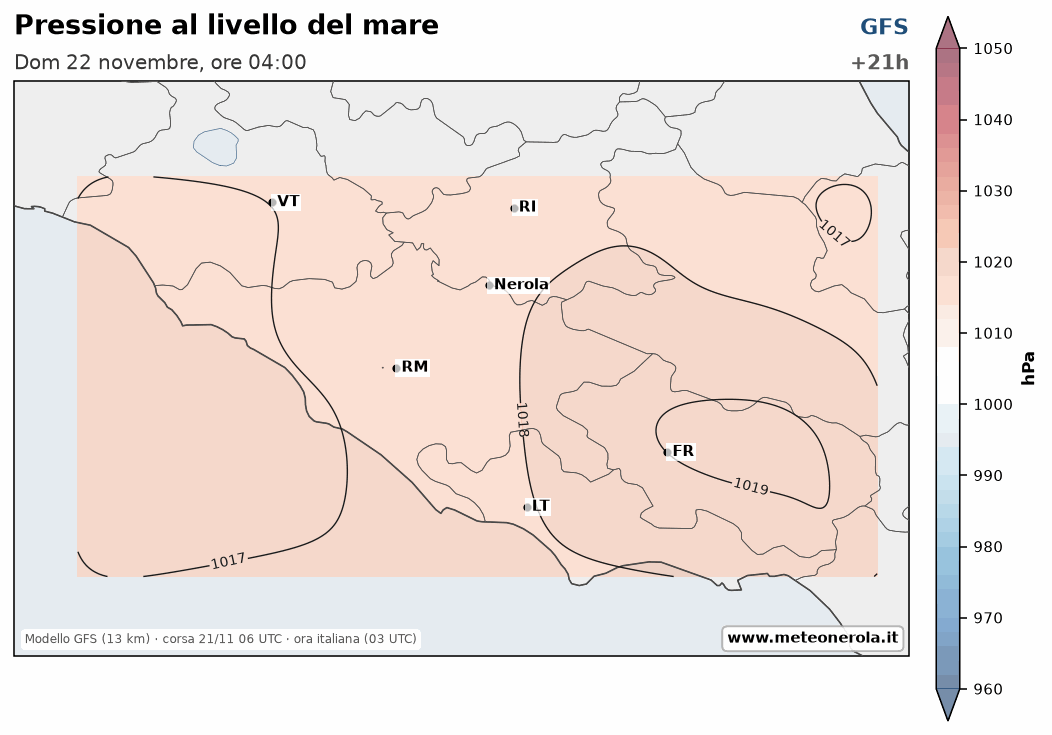 Pressione al livello del mare
GFS
Dom 22 novembre, ore 04:00
+21h
VT
RI
1017
Nerola
RM
1018
FR
1019
LT
1017
Modello GFS (13 km) · corsa 21/11 06 UTC · ora italiana (03 UTC)
www.meteonerola.it
1050
1040
1030
1020
1010
1000
990
980
970
960
hPa